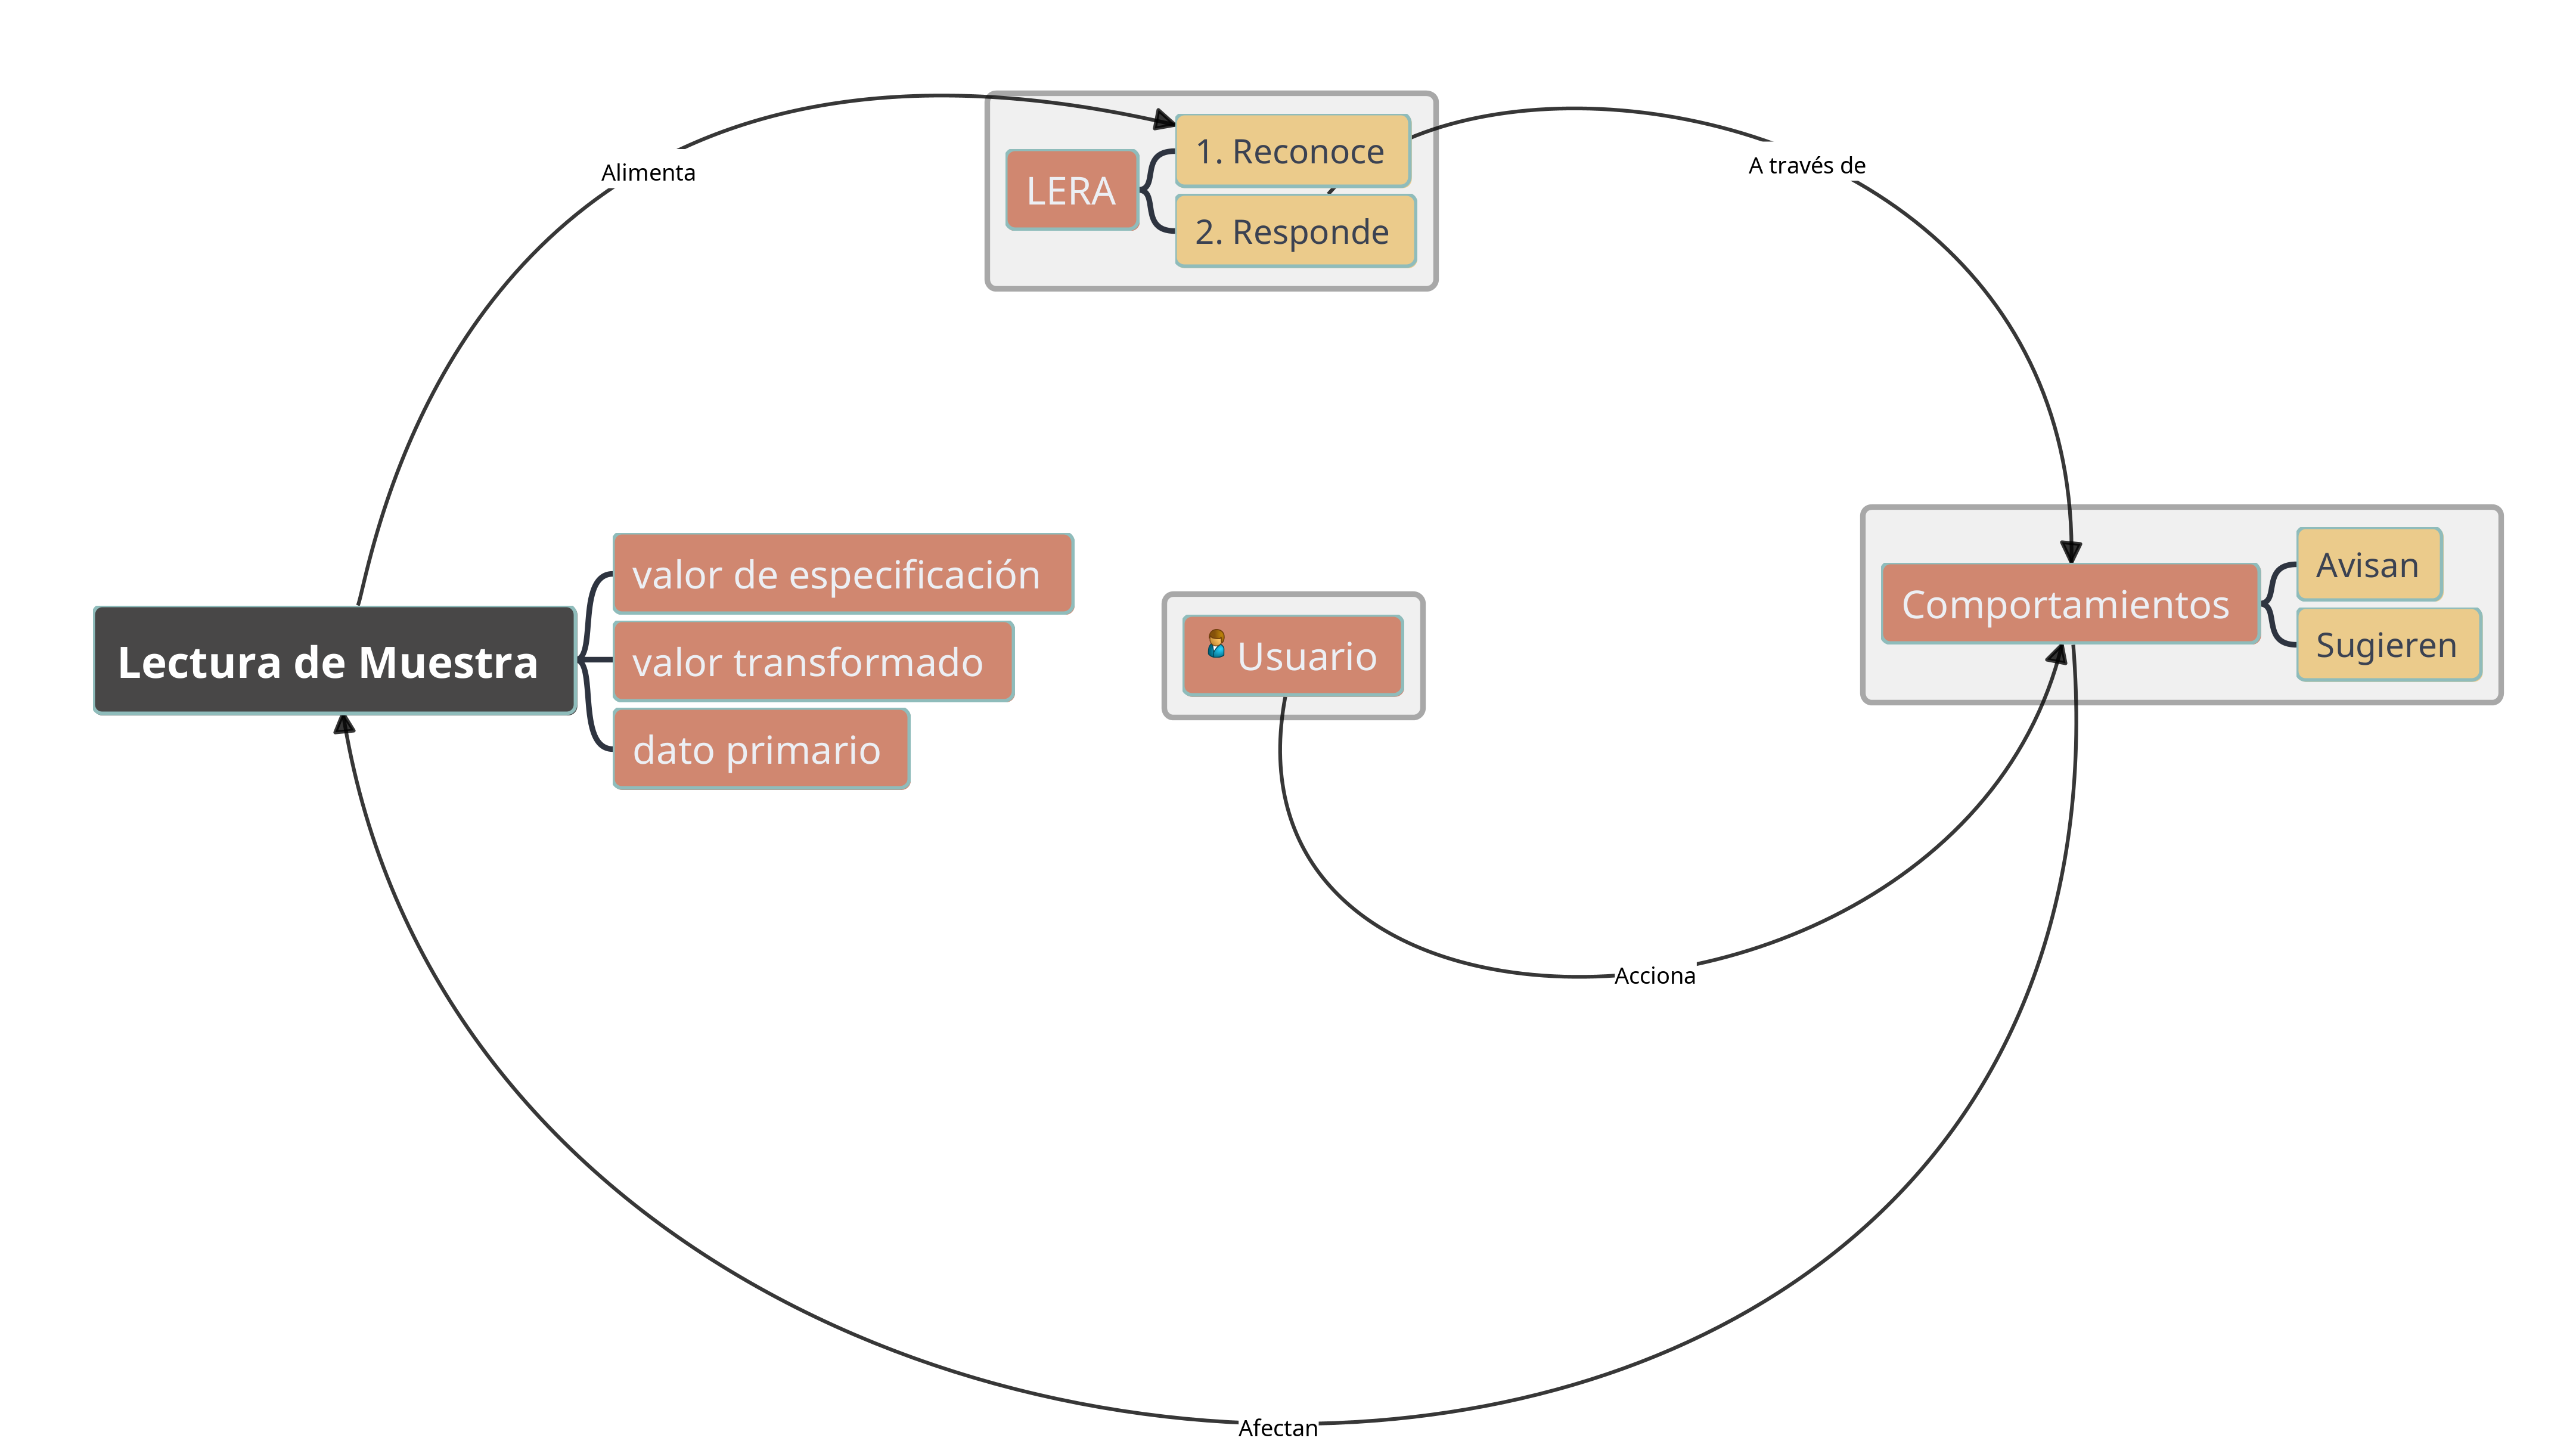 Alimenta
LERA
1. Reconoce
2. Responde
A través de
Lectura de Muestra
valor de especificación
valor transformado
dato primario
Usuario
Comportamientos
Avisan
Sugieren
Acciona
Afectan